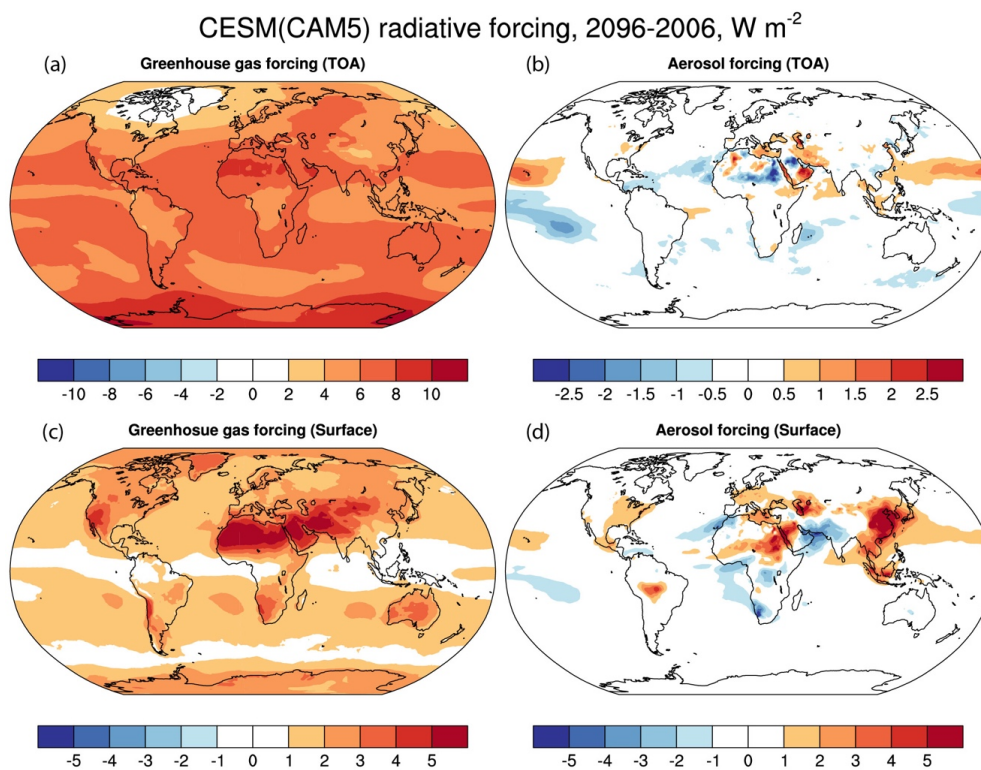 CESM(CAM5) radiative forcing, 2096-2006, W m-2
(a) Greenhouse gas forcing (TOA)
(b) Aerosol forcing (TOA)
-10 -8 -6 -4 -2 0 2 4 6 8 10
-2.5 -2 -1.5 -1 -0.5 0 0.5 1 1.5 2 2.5
(c) Greenhosue gas forcing (Surface)
(d) Aerosol forcing (Surface)
-5 -4 -3 -2 -1 0 1 2 3 4 5
-5 -4 -3 -2 -1 0 1 2 3 4 5